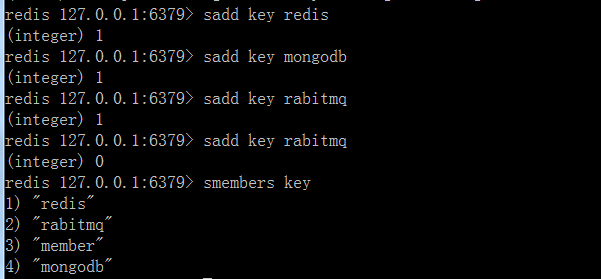 redis 127.0.0.1:6379> sadd key redis
(integer) 1
redis 127.0.0.1:6379> sadd key mongodb
(integer) 1
redis 127.0.0.1:6379> sadd key rabitmq
(integer) 1
redis 127.0.0.1:6379> sadd key rabitmq
(integer) 0
redis 127.0.0.1:6379> smembers key
1) "redis"
2) "rabitmq"
3) "member"
4) "mongodb"